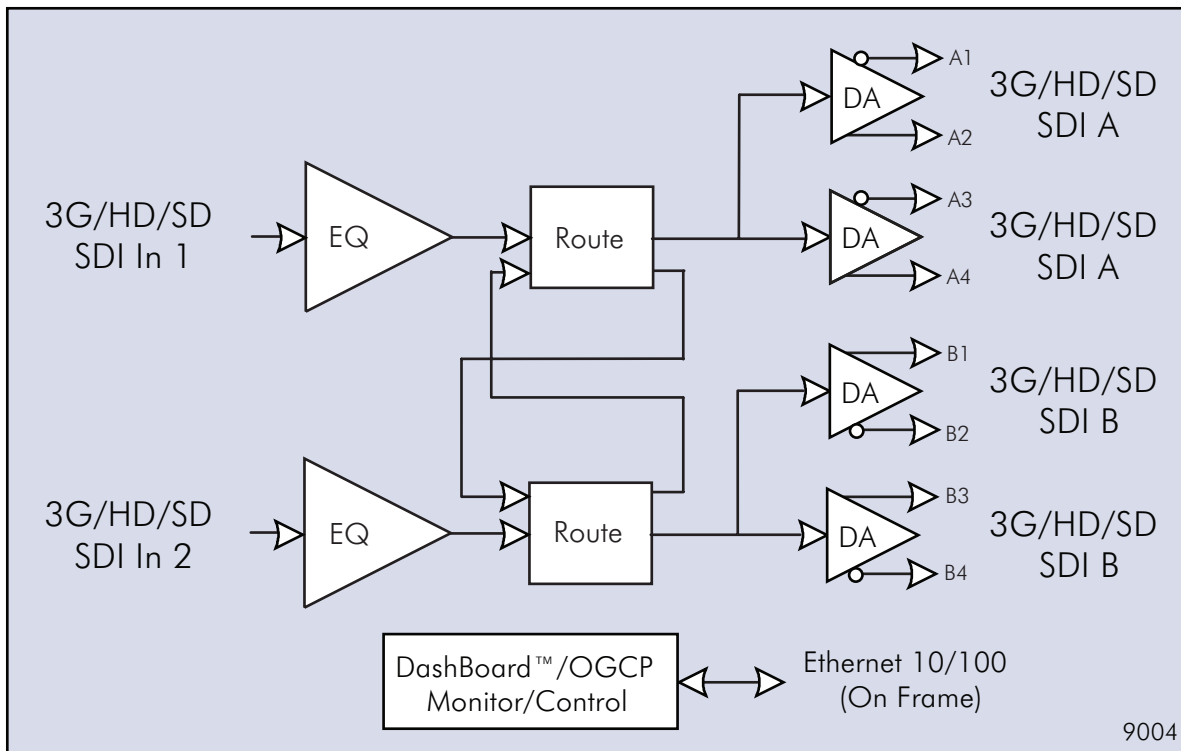 3G/HD/SD
SDI In 1
EQ
Route
DA
A1
A2
3G/HD/SD
SDI A
DA
A3
A4
3G/HD/SD
SDI A
DA
B1
B2
3G/HD/SD
SDI B
3G/HD/SD
SDI In 2
EQ
Route
DA
B3
B4
3G/HD/SD
SDI B
DashBoard™/OGCP
Monitor/Control
Ethernet 10/100
(On Frame)
9004